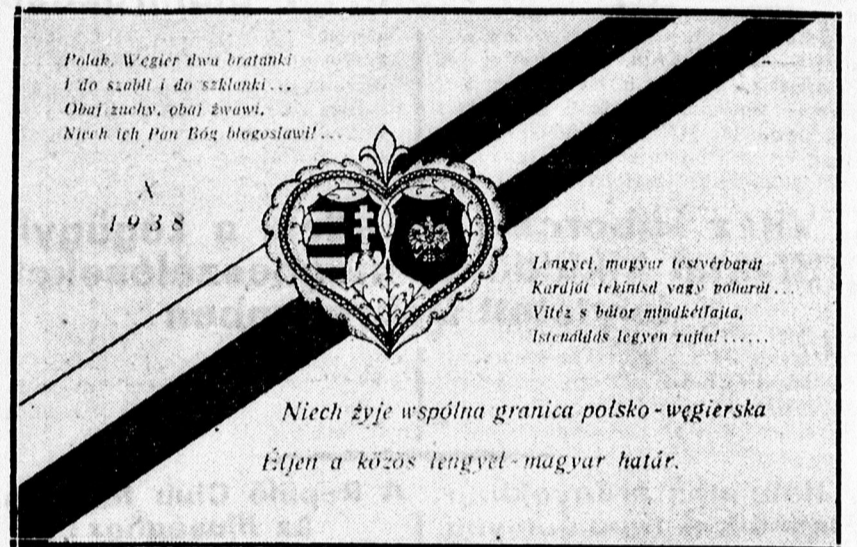 Polak, Węgier dwa bratanki
I do szabli i do szklanki...
Obaj zuchy, obaj żwawi,
Niech ich Pan Bóg błogosławi!...
X
1938
Lengyel, magyar testvérbarát
Kardját tekintsd vagy poharát...
Vitéz s bátor mindkétfajta,
Istenáldás legyen rajta!......
Niech żyje wspólna granica polsko-węgierska
Éljen a közös lengyel-magyar határ.